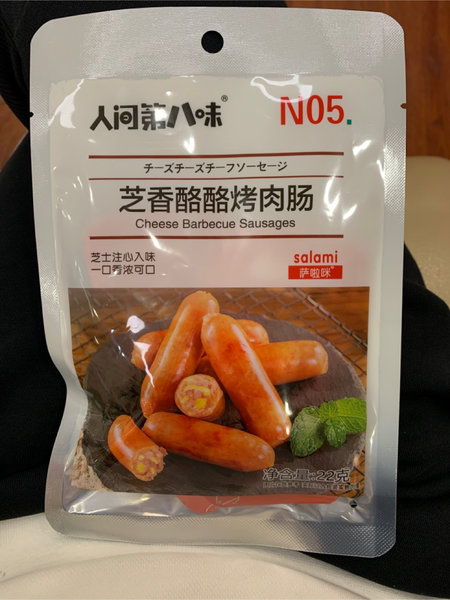 人间第八味®
N05.
チーズチーズチーフソーセージ
芝香酪酪烤肉肠
Cheese Barbecue Sausages
芝士注心入味
一口香浓可口
salami
萨啦咪
净含量:22克